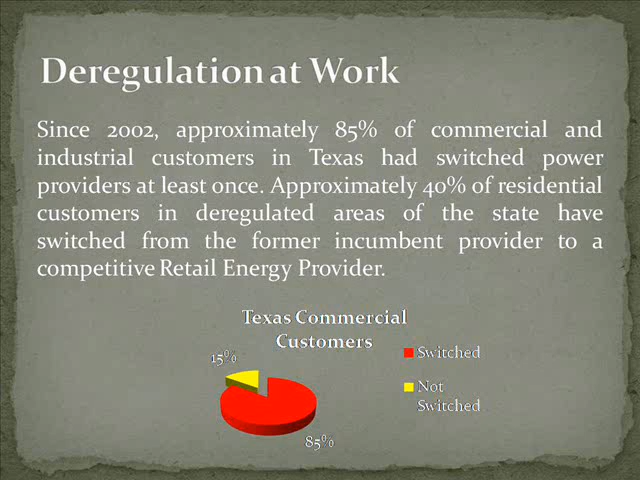 Deregulation at Work
Since 2002, approximately 85% of commercial and
industrial customers in Texas had switched power
providers at least once. Approximately 40% of residential
customers in deregulated areas of the state have
switched from the former incumbent provider to a
competitive Retail Energy Provider.
Texas Commercial
Customers
15%
Switched
Not
Switched
85%